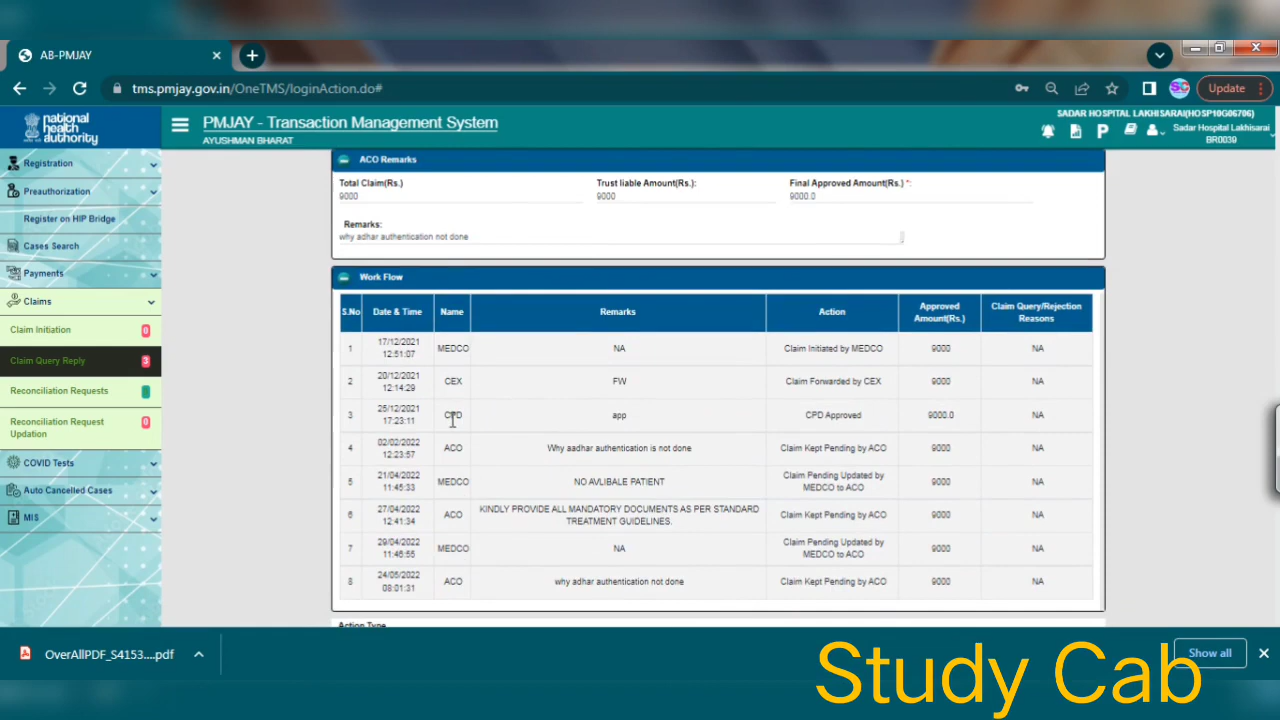 AB-PMJAY
tms.pmjay.gov.in/OneTMS/loginAction.do#
Update
national
health
authority
PMJAY - Transaction Management System
AYUSHMAN BHARAT
SADAR HOSPITAL LAKHISARAI(HOSP10G06706)
Sadar Hospital Lakhisarai
BR0039
Registration
Preauthorization
Register on HIP Bridge
Cases Search
Payments
Claims
Claim Initiation 0
Claim Query Reply 3
Reconciliation Requests
Reconciliation Request 0
Updation
COVID Tests
Auto Cancelled Cases
MIS
ACO Remarks
Total Claim(Rs.) Trust liable Amount(Rs.): Final Approved Amount(Rs.) *:
9000 9000 9000.0
Remarks:
why adhar authentication not done
Work Flow
S.No Date & Time Name Remarks Action Approved Amount(Rs.) Claim Query/Rejection Reasons
1 17/12/2021 12:51:07 MEDCO NA Claim Initiated by MEDCO 9000 NA
2 20/12/2021 12:14:29 CEX FW Claim Forwarded by CEX 9000 NA
3 25/12/2021 17:23:11 CPD app CPD Approved 9000.0 NA
4 02/02/2022 12:23:57 ACO Why aadhar authentication is not done Claim Kept Pending by ACO 9000 NA
5 21/04/2022 11:45:33 MEDCO NO AVLIBALE PATIENT Claim Pending Updated by MEDCO to ACO 9000 NA
6 27/04/2022 12:41:34 ACO KINDLY PROVIDE ALL MANDATORY DOCUMENTS AS PER STANDARD TREATMENT GUIDELINES. Claim Kept Pending by ACO 9000 NA
7 29/04/2022 11:46:55 MEDCO NA Claim Pending Updated by MEDCO to ACO 9000 NA
8 24/05/2022 08:01:31 ACO why adhar authentication not done Claim Kept Pending by ACO 9000 NA
Action Type
OverAllPDF_S4153....pdf
Show all
Study Cab